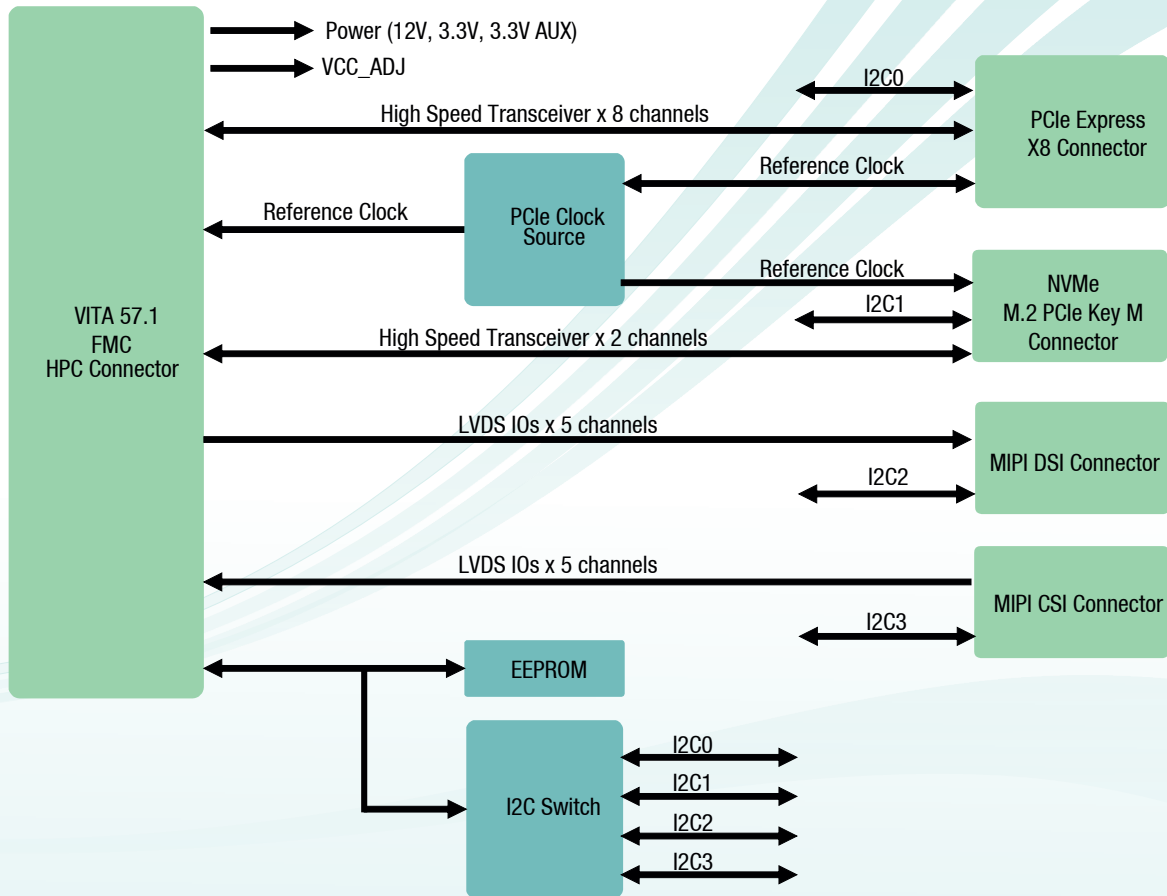 Power (12V, 3.3V, 3.3V AUX)
VCC_ADJ
I2C0
High Speed Transceiver x 8 channels
PCIe Express
X8 Connector
Reference Clock
Reference Clock
PCIe Clock
Source
Reference Clock
NVMe
M.2 PCIe Key M
Connector
I2C1
VITA 57.1
FMC
HPC Connector
High Speed Transceiver x 2 channels
LVDS IOs x 5 channels
MIPI DSI Connector
I2C2
LVDS IOs x 5 channels
MIPI CSI Connector
I2C3
EEPROM
I2C Switch
I2C0
I2C1
I2C2
I2C3